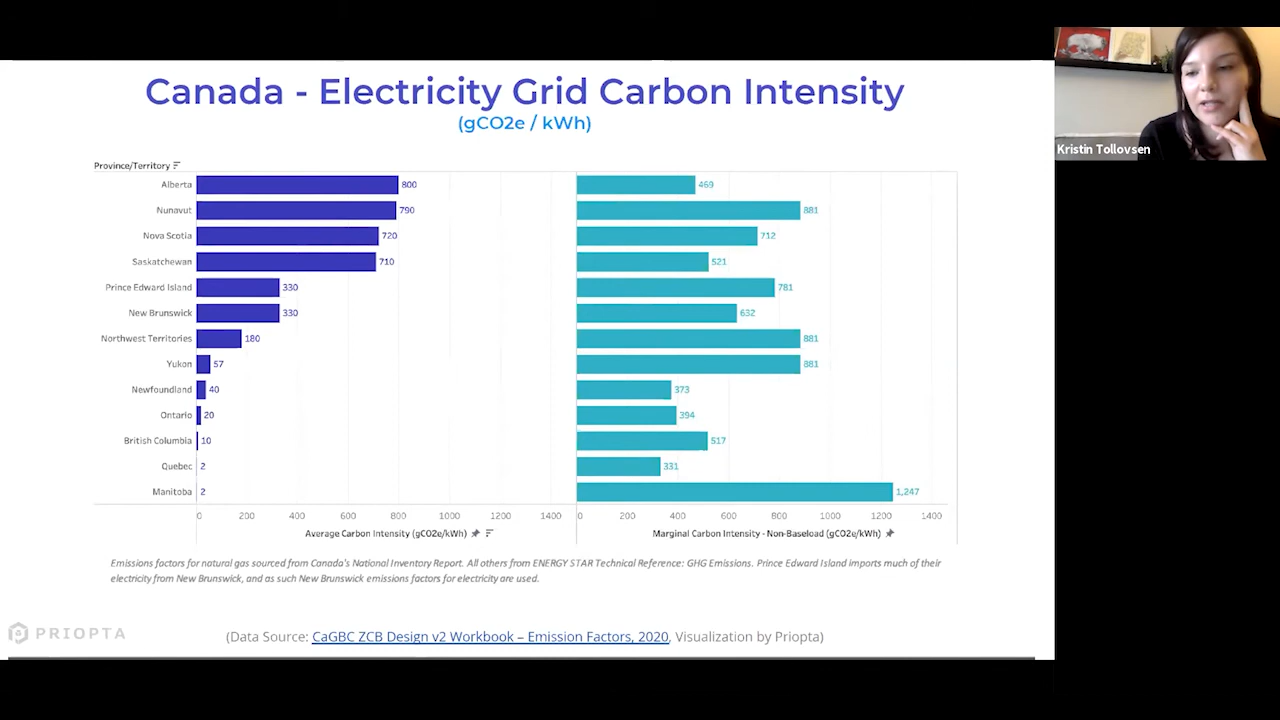 Canada - Electricity Grid Carbon Intensity
(gCO2e / kWh)
Kristin Tollovsen
Province/Territory
Alberta 800 469
Nunavut 790 881
Nova Scotia 720 712
Saskatchewan 710 521
Prince Edward Island 330 781
New Brunswick 330 632
Northwest Territories 180 881
Yukon 57 881
Newfoundland 40 373
Ontario 20 394
British Columbia 10 517
Quebec 2 331
Manitoba 2 1,247
0 200 400 600 800 1000 1200 1400 0 200 400 600 800 1000 1200 1400
Average Carbon Intensity (gCO2e/kWh) Marginal Carbon Intensity - Non-Baseload (gCO2e/kWh)
Emissions factors for natural gas sourced from Canada's National Inventory Report. All others from ENERGY STAR Technical Reference: GHG Emissions. Prince Edward Island imports much of their
electricity from New Brunswick, and as such New Brunswick emissions factors for electricity are used.
PRIOPTA
(Data Source: CaGBC ZCB Design v2 Workbook – Emission Factors, 2020, Visualization by Priopta)